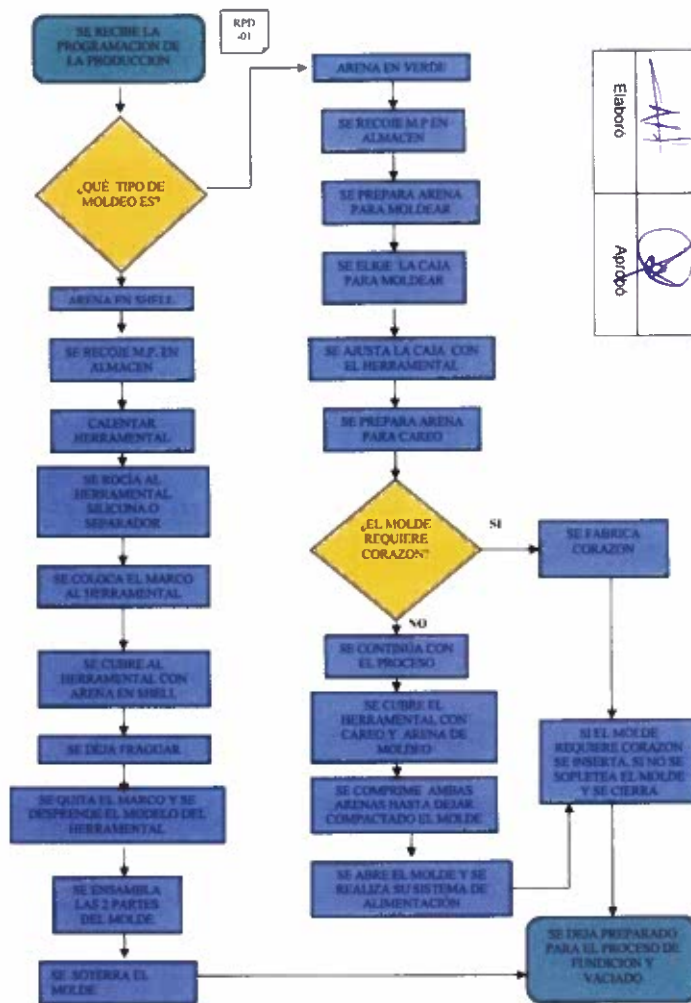 SE RECIBE LA
PROGRAMACION DE
LA PRODUCCION
RPD
-01
¿QUÉ TIPO DE
MOLDEO ES?
ARENA EN SHELL
SE RECOJE M.P. EN
ALMACEN
CALENTAR
HERRAMENTAL
SE ROCÍA AL
HERRAMENTAL
SILICONA O
SEPARADOR
SE COLOCA EL MARCO
AL HERRAMENTAL
SE CUBRE AL
HERRAMENTAL CON
ARENA EN SHELL
SE DEJA FRAGUAR
SE QUITA EL MARCO Y SE
DESPRENDE EL MODELO DEL
HERRAMENTAL
SE ENSAMBLA
LAS 2 PARTES
DEL MOLDE
SE SOTERRA EL
MOLDE
ARENA EN VERDE
SE RECOJE M.P EN
ALMACEN
SE PREPARA ARENA
PARA MOLDEAR
SE ELIGE LA CAJA
PARA MOLDEAR
SE AJUSTA LA CAJA CON
EL HERRAMENTAL
SE PREPARA ARENA
PARA CAREO
¿EL MOLDE
REQUIERE
CORAZON?
SI
SE FABRICA
CORAZON
NO
SE CONTINÚA CON
EL PROCESO
SE CUBRE EL
HERRAMENTAL CON
CAREO Y ARENA DE
MOLDEO
SE COMPRIME AMBAS
ARENAS HASTA DEJAR
COMPACTADO EL MOLDE
SE ABRE EL MOLDE Y SE
REALIZA SU SISTEMA DE
ALIMENTACIÓN
SI EL MOLDE
REQUIERE CORAZON
SE INSERTA, SI NO SE
SOPLETEA EL MOLDE
Y SE CIERRA
SE DEJA PREPARADO
PARA EL PROCESO DE
FUNDICION Y
VACIADO
Elaboró
Aprobó